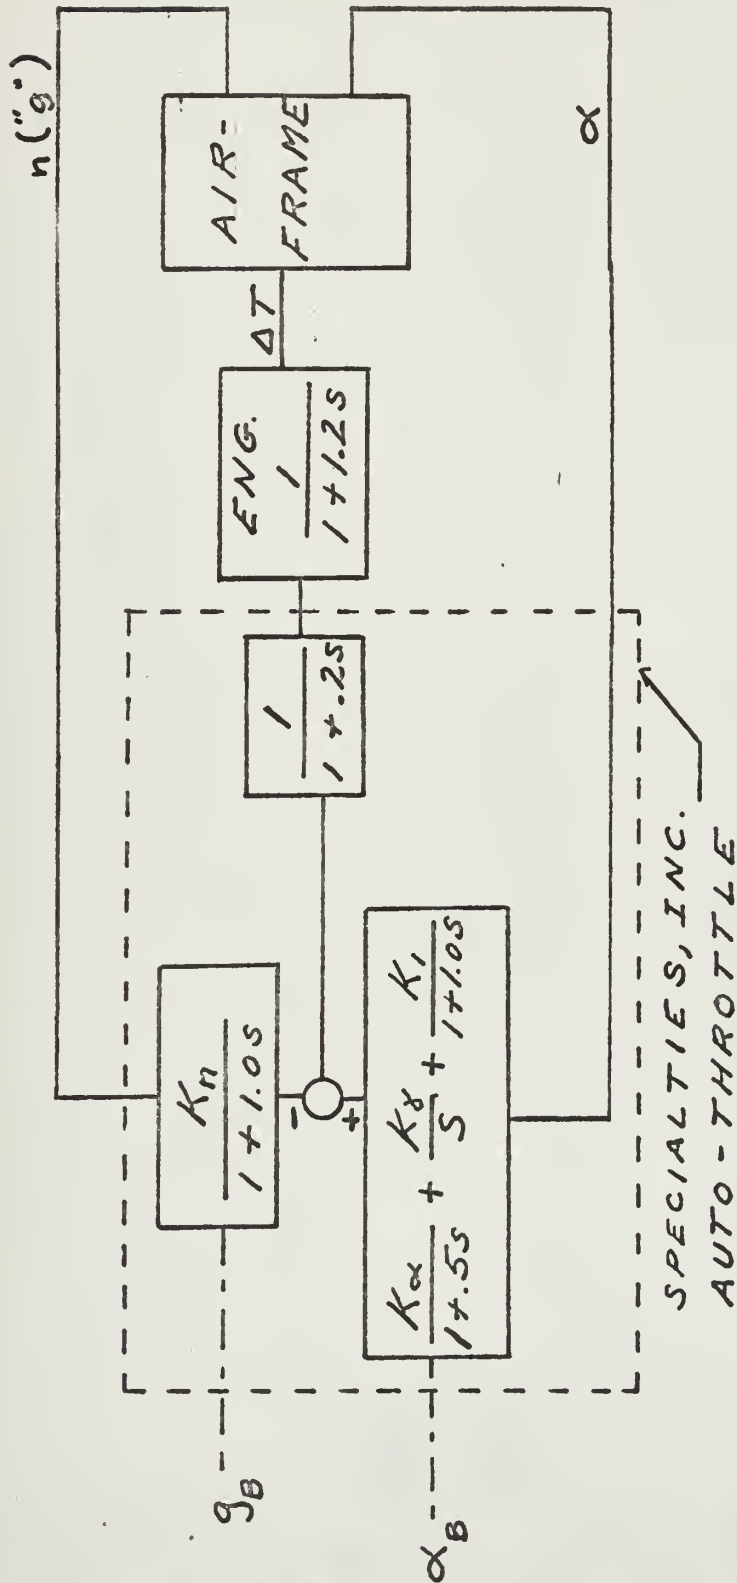 n("g")
AIR-
FRAME
α
ΔT
ENG.
1
1+1.2S
1
1+.2S
Kn
1+1.0S
-
+
Kα
1+.5S
+
Kγ
S
+
K1
1+1.0S
gB
αB
SPECIALTIES, INC.
AUTO-THROTTLE